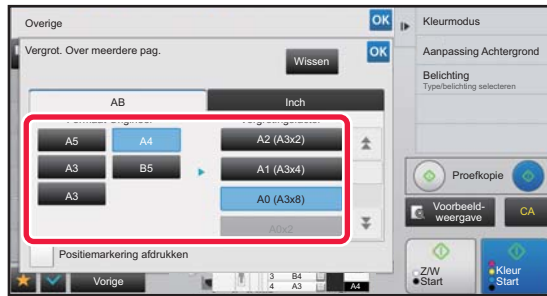 Overige
OK
Kleurmodus
Vergrot. Over meerdere pag.
Wissen
OK
Aanpassing Achtergrond
Belichting
Type/belichting selecteren
AB
Inch
A5
A4
A2 (A3x2)
A3
B5
A1 (A3x4)
A3
A0 (A3x8)
A0x2
Proefkopie
Voorbeeld-
weergave
CA
Positiemarkering afdrukken
Vorige
3 B4
4 A3
A4
Z/W
Start
Kleur
Start